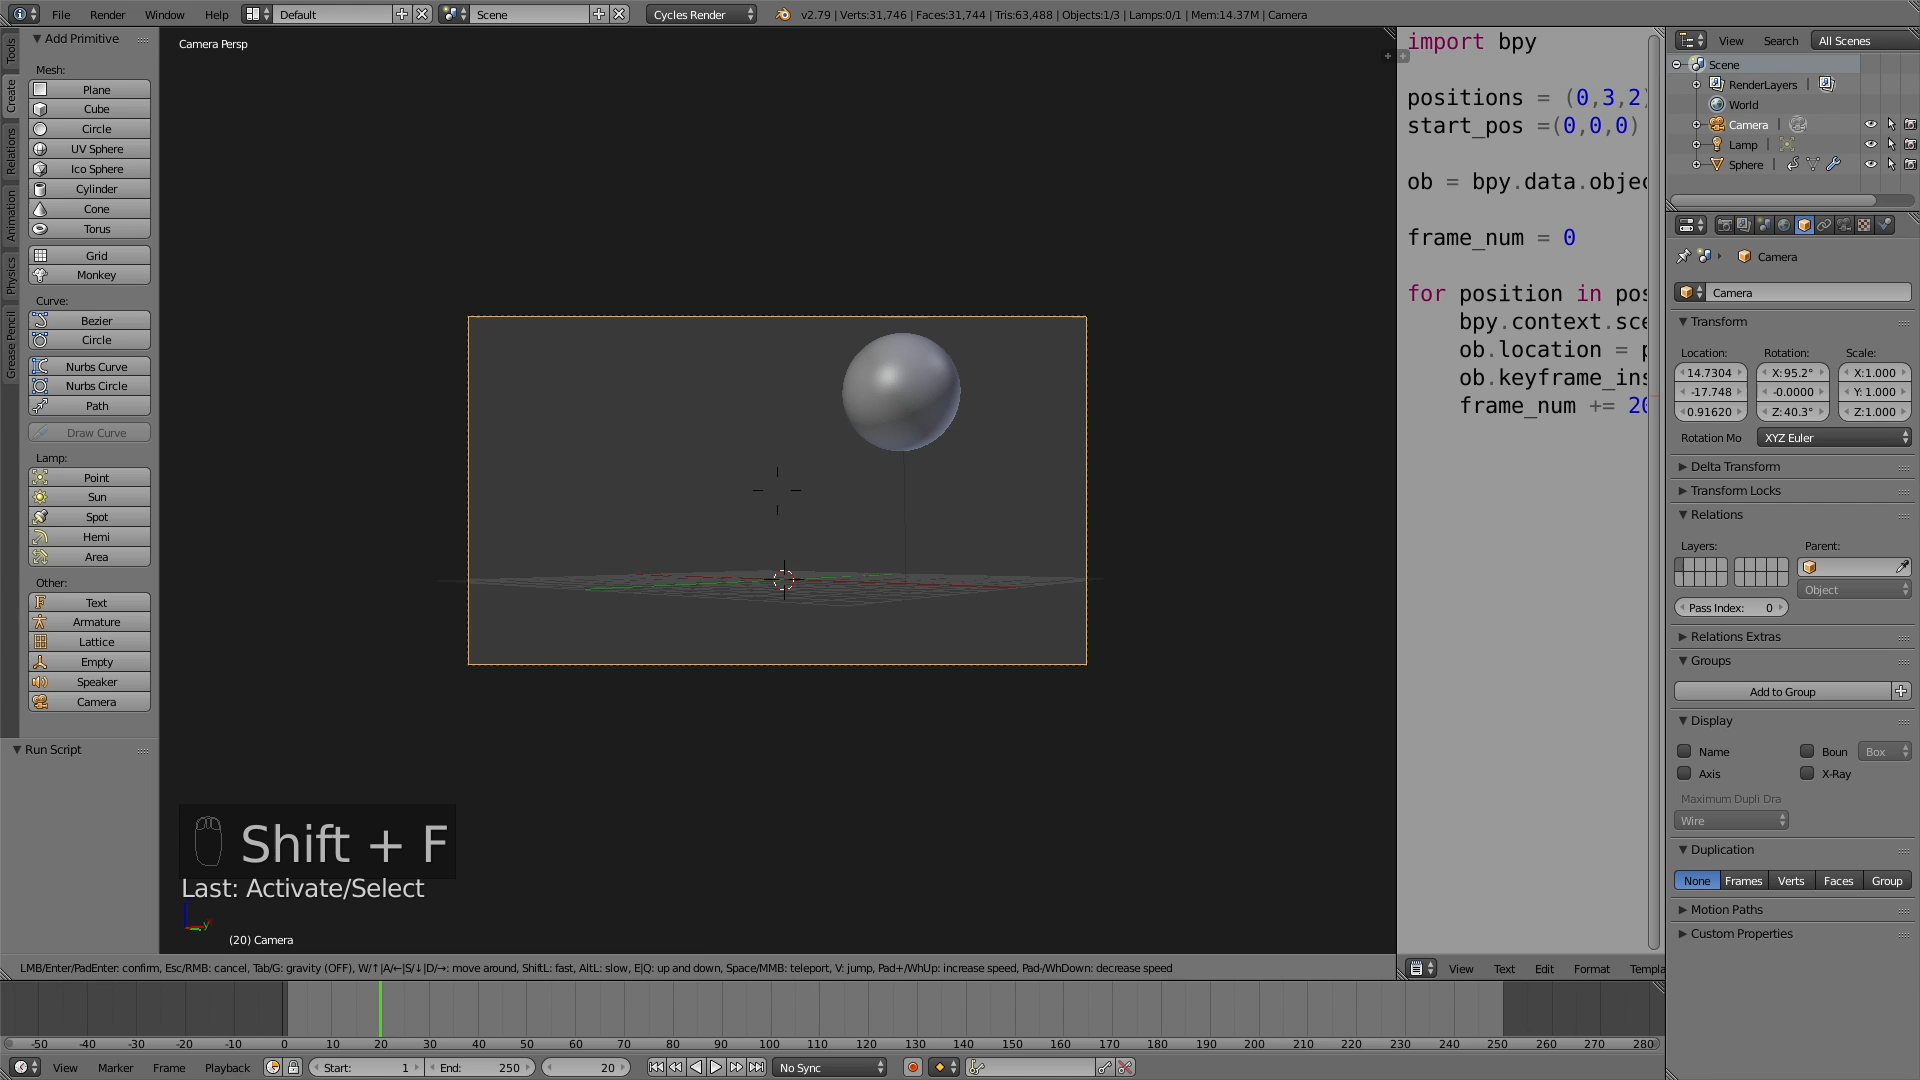 File Render Window Help Default Scene Cycles Render v2.79 | Verts:31,746 | Faces:31,744 | Tris:63,488 | Objects:1/3 | Lamps:0/1 | Mem:14.37M | Camera
Tools
Create
Relations
Animation
Physics
Grease Pencil
Add Primitive
Mesh:
Plane
Cube
Circle
UV Sphere
Ico Sphere
Cylinder
Cone
Torus
Grid
Monkey
Curve:
Bezier
Circle
Nurbs Curve
Nurbs Circle
Path
Draw Curve
Lamp:
Point
Sun
Spot
Hemi
Area
Other:
Text
Armature
Lattice
Empty
Speaker
Camera
Run Script
Camera Persp
Shift + F
Last: Activate/Select
y
(20) Camera
LMB/Enter/PadEnter: confirm, Esc/RMB: cancel, Tab/G: gravity (OFF), W/↑|A/←|S/↓|D/→: move around, ShiftL: fast, AltL: slow, E|Q: up and down, Space/MMB: teleport, V: jump, Pad+/WhUp: increase speed, Pad-/WhDown: decrease speed
import bpy
positions = (0,3,2)
start_pos =(0,0,0)
ob = bpy.data.objec
frame_num = 0
for position in pos
bpy.context.sce
ob.location = p
ob.keyframe_ins
frame_num += 20
View Text Edit Format Templa
View Search All Scenes
Scene
RenderLayers |
World
Camera |
Lamp |
Sphere |
Camera
Camera
Transform
Location: Rotation: Scale:
14.7304 X:95.2° X:1.000
-17.748 -0.0000 Y: 1.000
0.91620 Z:40.3° Z:1.000
Rotation Mo XYZ Euler
Delta Transform
Transform Locks
Relations
Layers: Parent:
Object
Pass Index: 0
Relations Extras
Groups
Add to Group
Display
Name Boun Box
Axis X-Ray
Maximum Dupli Dra
Wire
Duplication
None Frames Verts Faces Group
Motion Paths
Custom Properties
-50 -40 -30 -20 -10 0 10 20 30 40 50 60 70 80 90 100 110 120 130 140 150 160 170 180 190 200 210 220 230 240 250 260 270 280
View Marker Frame Playback Start: 1 End: 250 20 No Sync